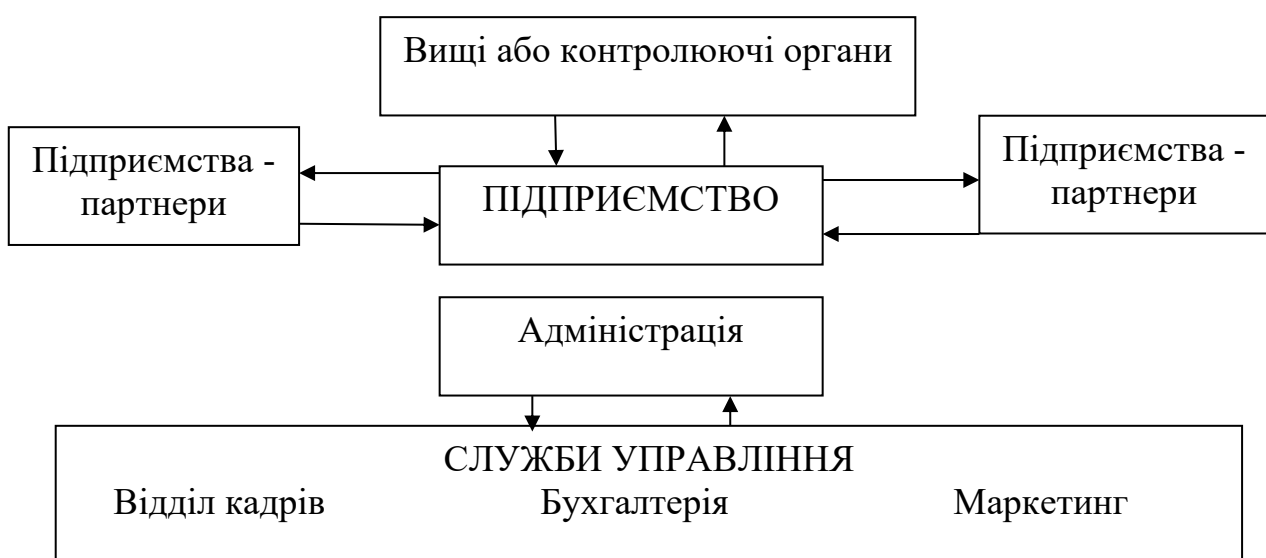 Вищі або контролюючі органи
Підприємства -
партнери
ПІДПРИЄМСТВО
Підприємства -
партнери
Адміністрація
СЛУЖБИ УПРАВЛІННЯ
Відділ кадрів Бухгалтерія Маркетинг